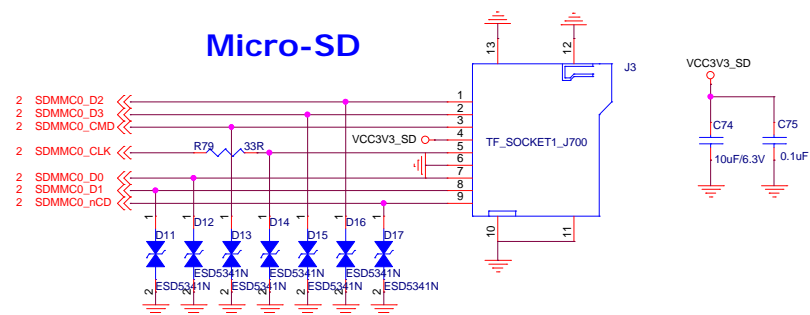 Micro-SD
13
12
J3
VCC3V3_SD
2 SDMMC0_D2
1
2 SDMMC0_D3
2
2 SDMMC0_CMD
3
VCC3V3_SD
4
TF_SOCKET1_J700
2 SDMMC0_CLK
R79
33R
5
6
2 SDMMC0_D0
7
2 SDMMC0_D1
8
2 SDMMC0_nCD
9
C74
C75
10uF/6.3V
0.1uF
10
11
1
D11
1
D12
1
D13
1
D14
1
D15
1
D16
1
D17
ESD5341N
ESD5341N
ESD5341N
2
ESD5341N
2
ESD5341N
2
ESD5341N
2
ESD5341N
2
2
2